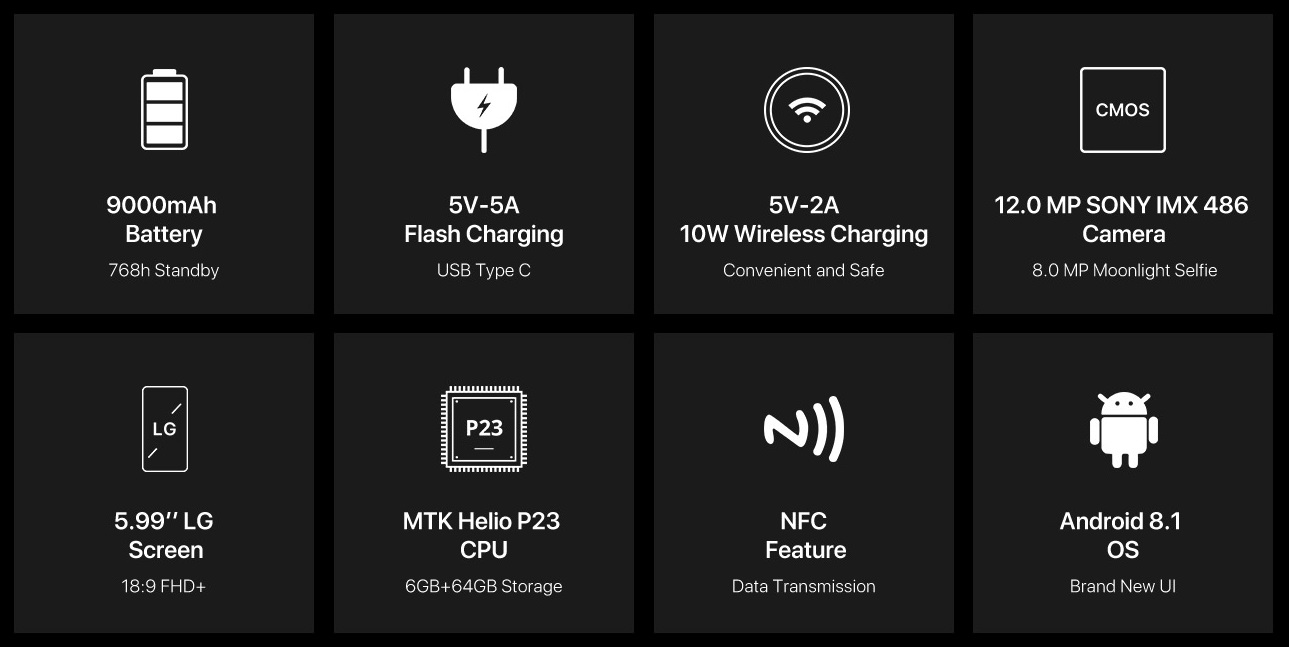 9000mAh
Battery
768h Standby
5V-5A
Flash Charging
USB Type C
5V-2A
10W Wireless Charging
Convenient and Safe
CMOS
12.0 MP SONY IMX 486
Camera
8.0 MP Moonlight Selfie
LG
5.99′′ LG
Screen
18:9 FHD+
P23
MTK Helio P23
CPU
6GB+64GB Storage
NFC
Feature
Data Transmission
Android 8.1
OS
Brand New UI